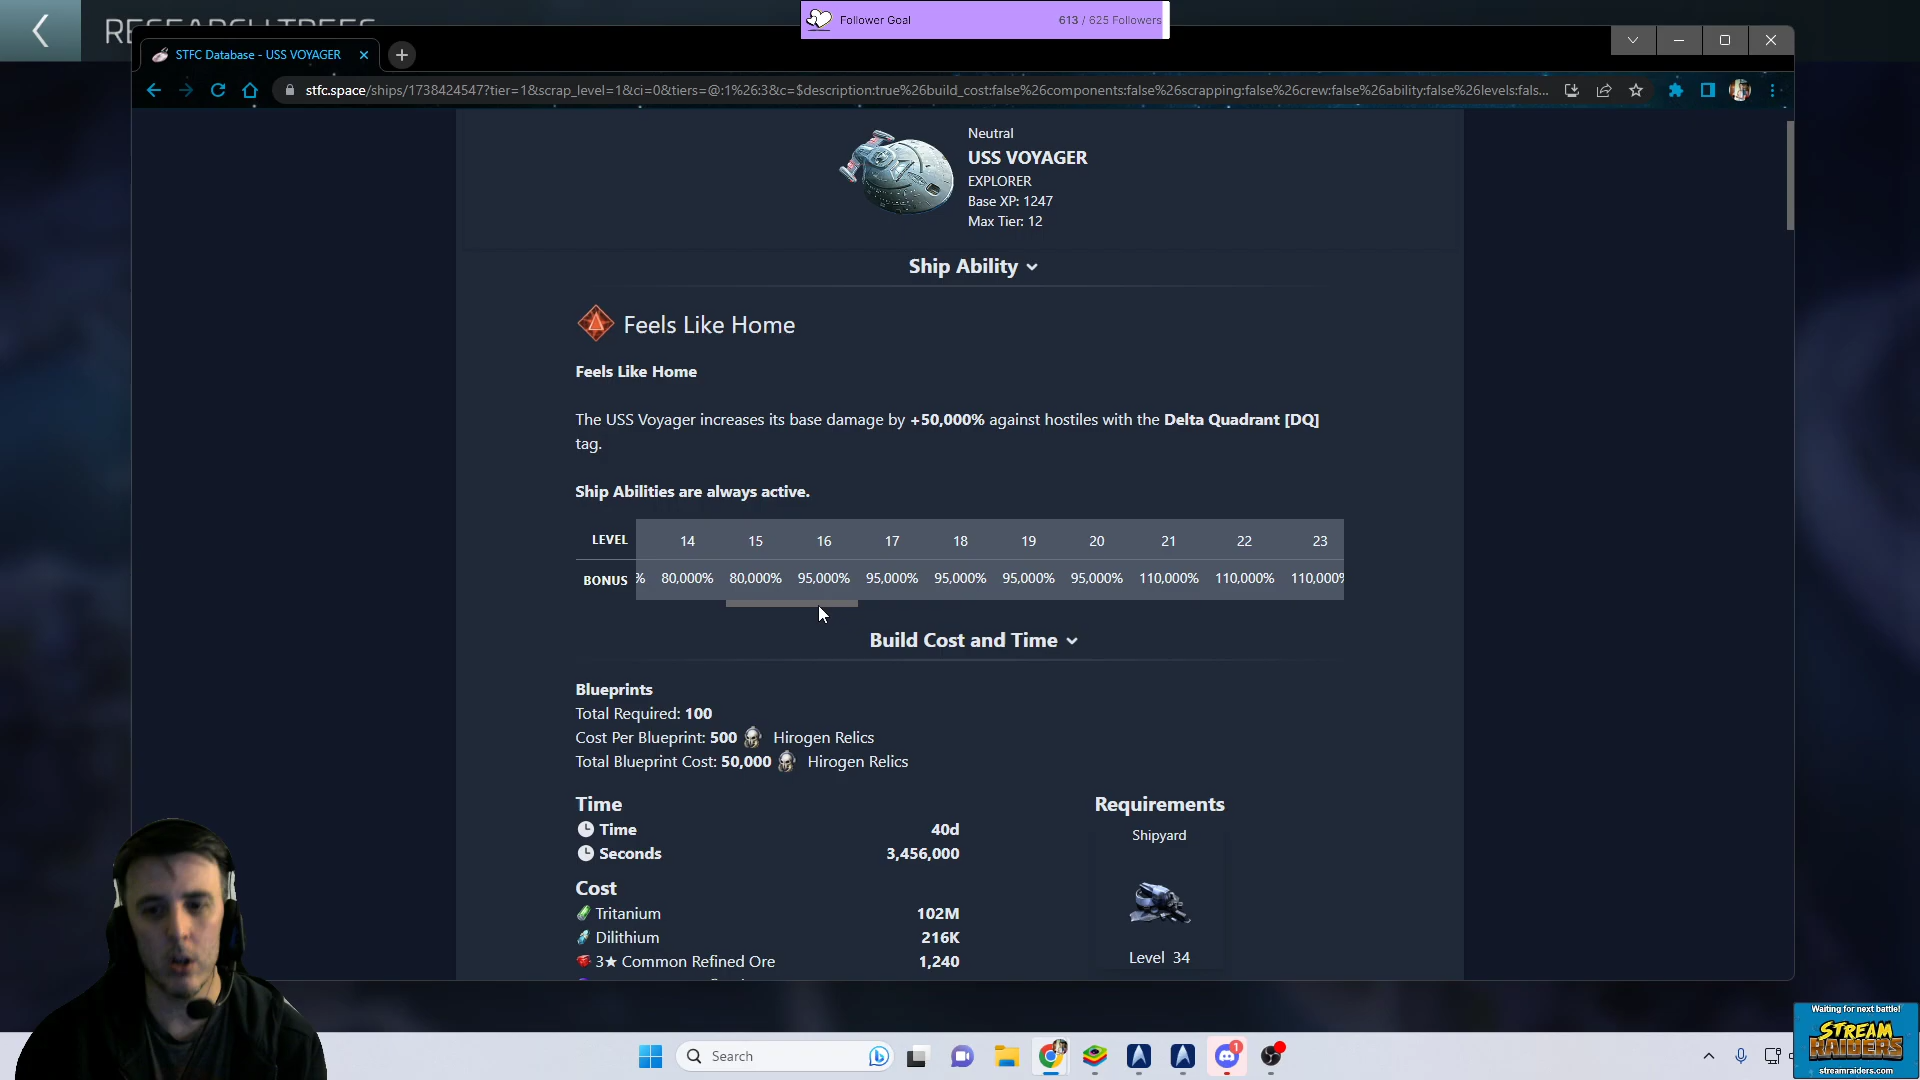 RESEARCH TREES
Follower Goal 613 / 625 Followers
STFC Database - USS VOYAGER
stfc.space/ships/1738424547?tier=1&scrap_level=1&ci=0&tiers=@:1%26:3&c=$description:true%26build_cost:false%26components:false%26scrapping:false%26crew:false%26ability:false%26levels:fals...
Neutral
USS VOYAGER
EXPLORER
Base XP: 1247
Max Tier: 12
Ship Ability
Feels Like Home
Feels Like Home
The USS Voyager increases its base damage by +50,000% against hostiles with the Delta Quadrant [DQ]
tag.
Ship Abilities are always active.
LEVEL 14 15 16 17 18 19 20 21 22 23
BONUS % 80,000% 80,000% 95,000% 95,000% 95,000% 95,000% 95,000% 110,000% 110,000% 110,000%
Build Cost and Time
Blueprints
Total Required: 100
Cost Per Blueprint: 500 Hirogen Relics
Total Blueprint Cost: 50,000 Hirogen Relics
Time
Time 40d
Seconds 3,456,000
Cost
Tritanium 102M
Dilithium 216K
3★ Common Refined Ore 1,240
Requirements
Shipyard
Level 34
Search
1
Waiting for next battle!
STREAM
RAIDERS
streamraiders.com